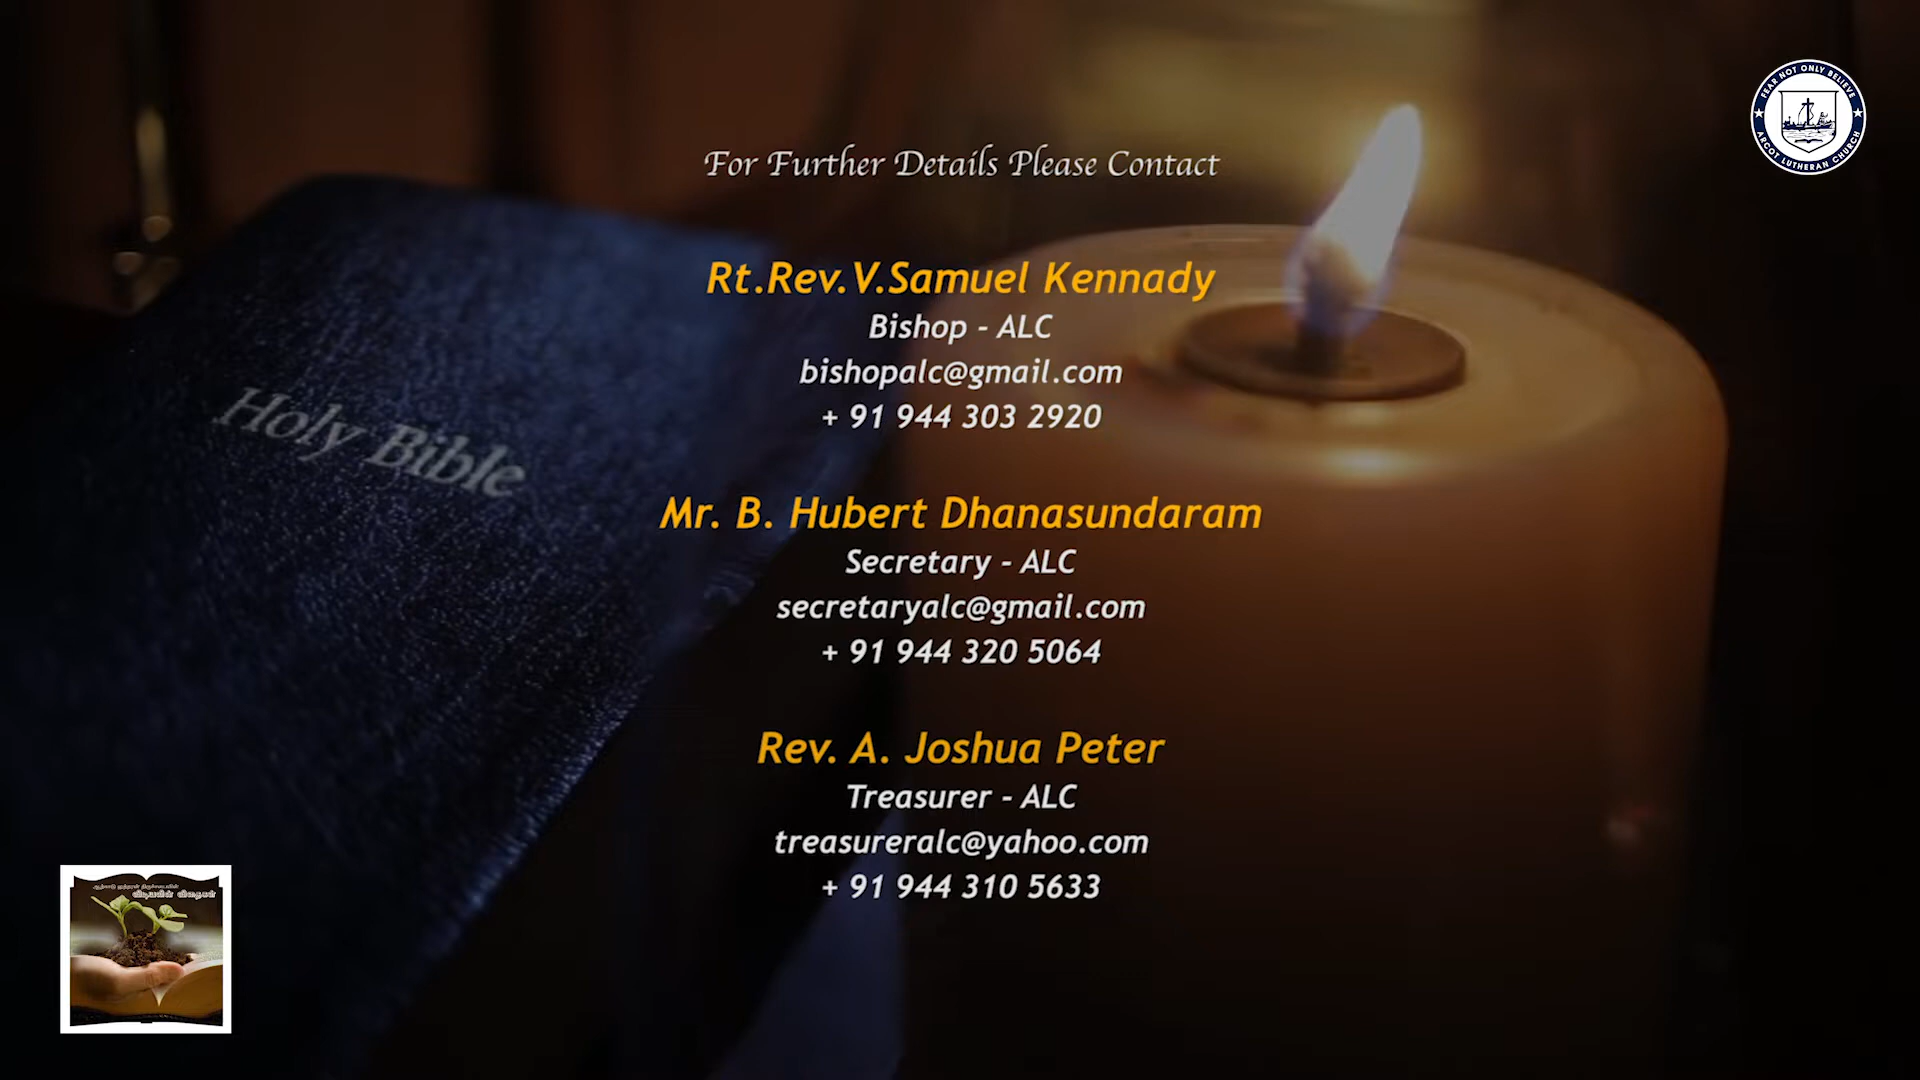 FEAR NOT ONLY BELIEVE
ARCOT LUTHERAN CHURCH
For Further Details Please Contact
Rt.Rev.V.Samuel Kennady
Bishop - ALC
bishopalc@gmail.com
+ 91 944 303 2920
Holy Bible
Mr. B. Hubert Dhanasundaram
Secretary - ALC
secretaryalc@gmail.com
+ 91 944 320 5064
Rev. A. Joshua Peter
Treasurer - ALC
treasureralc@yahoo.com
+ 91 944 310 5633